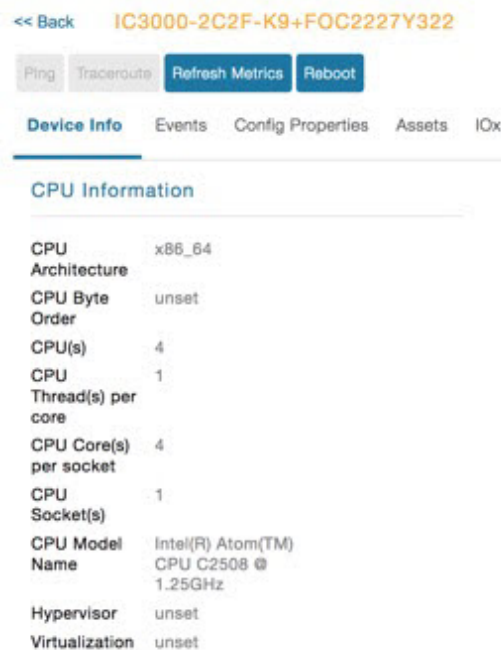 << Back IC3000-2C2F-K9+FOC2227Y322
Ping Traceroute Refresh Metrics Reboot
Device Info Events Config Properties Assets IOx
CPU Information
CPU Architecture x86_64
CPU Byte Order unset
CPU(s) 4
CPU Thread(s) per core 1
CPU Core(s) per socket 4
CPU Socket(s) 1
CPU Model Name Intel(R) Atom(TM) CPU C2508 @ 1.25GHz
Hypervisor unset
Virtualization unset